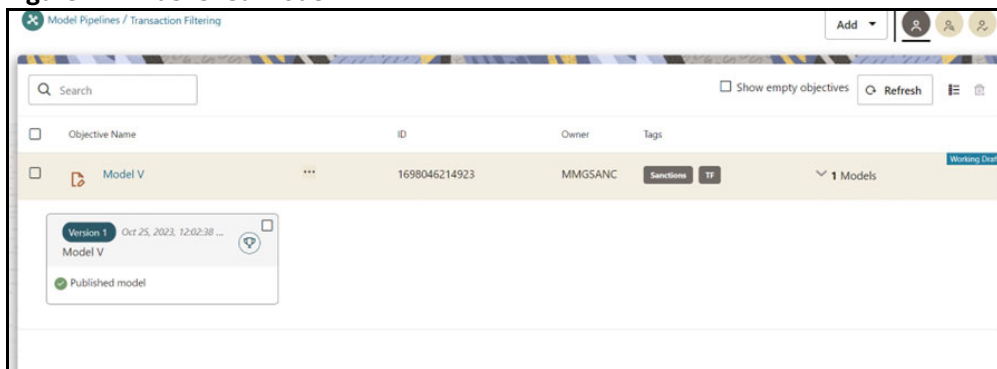 Model Pipelines / Transaction Filtering
Add
Search
Show empty objectives
Refresh
Objective Name ID Owner Tags
Working Draft
Model V ... 1698046214923 MMGSANC Sanctions TF 1 Models
Version 1 Oct 25, 2023, 12:02:38 ...
Model V
Published model